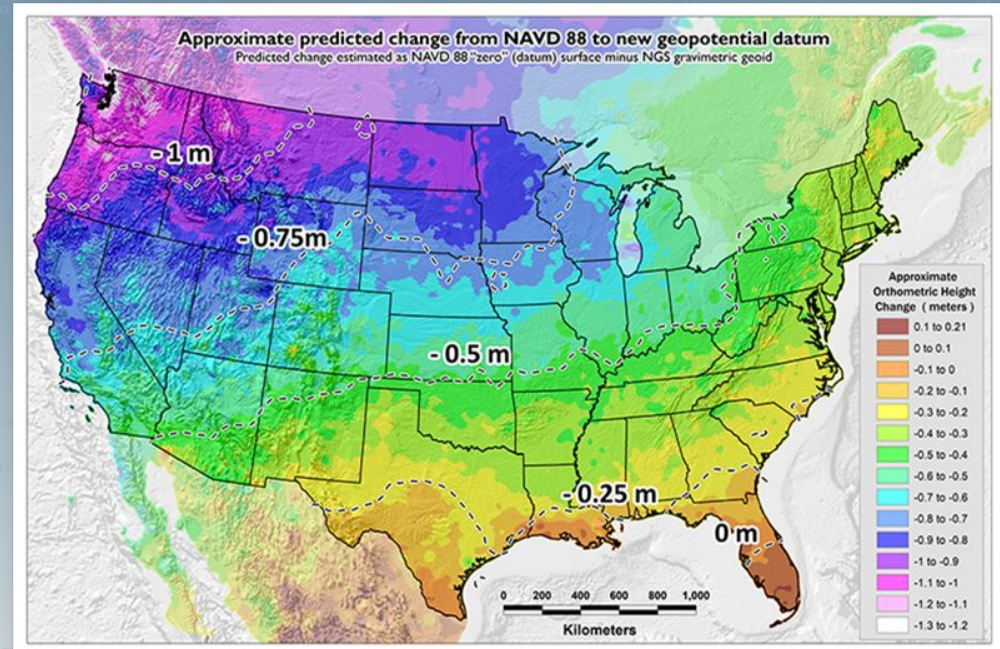 Approximate predicted change from NAVD 88 to new geopotential datum
Predicted change estimated as NAVD 88 "zero" (datum) surface minus NGS gravimetric geoid
- 1 m
- 0.75m
- 0.5 m
- 0.25 m
0 m
Approximate
Orthometric Height
Change ( meters )
0.1 to 0.21
0 to 0.1
-0.1 to 0
-0.2 to -0.1
-0.3 to -0.2
-0.4 to -0.3
-0.5 to -0.4
-0.6 to -0.5
-0.7 to -0.6
-0.8 to -0.7
-0.9 to -0.8
-1 to -0.9
-1.1 to -1
-1.2 to -1.1
-1.3 to -1.2
0 200 400 600 800 1,000
Kilometers